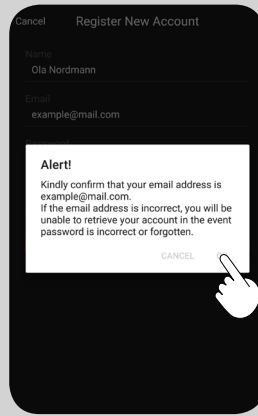 Cancel Register New Account
Name
Ola Nordmann
Email
example@mail.com
Alert!
Kindly confirm that your email address is
example@mail.com.
If the email address is incorrect, you will be
unable to retrieve your account in the event
password is incorrect or forgotten.
CANCEL